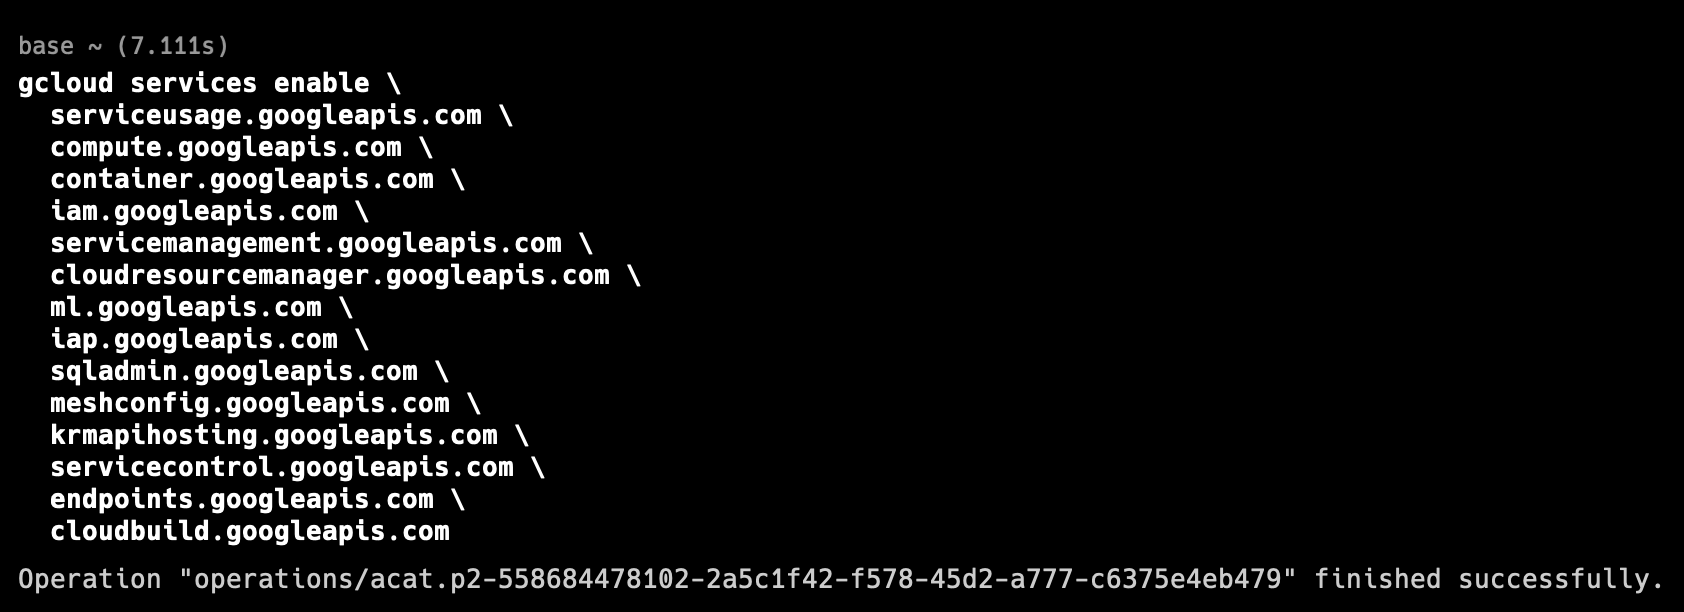 base ~ (7.111s)
gcloud services enable \
  serviceusage.googleapis.com \
  compute.googleapis.com \
  container.googleapis.com \
  iam.googleapis.com \
  servicemanagement.googleapis.com \
  cloudresourcemanager.googleapis.com \
  ml.googleapis.com \
  iap.googleapis.com \
  sqladmin.googleapis.com \
  meshconfig.googleapis.com \
  krmapihosting.googleapis.com \
  servicecontrol.googleapis.com \
  endpoints.googleapis.com \
  cloudbuild.googleapis.com
Operation "operations/acat.p2-558684478102-2a5c1f42-f578-45d2-a777-c6375e4eb479" finished successfully.